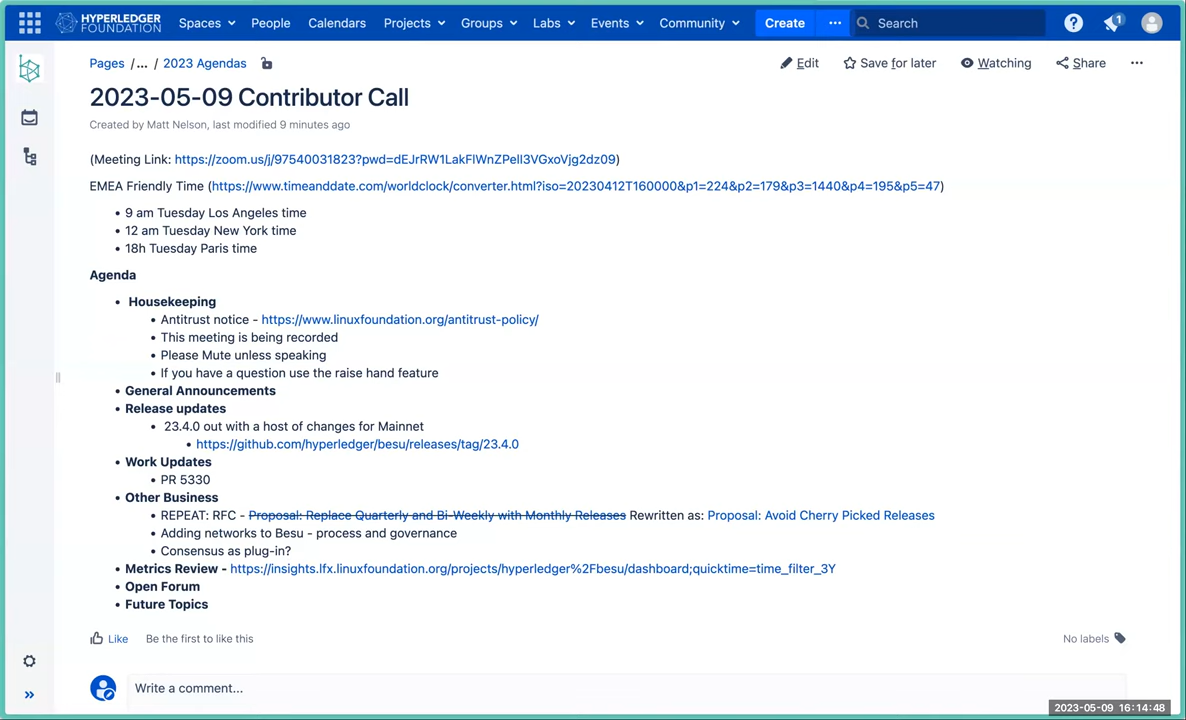 HYPERLEDGER
FOUNDATION
Spaces People Calendars Projects Groups Labs Events Community Create ... Search 1
Pages /... / 2023 Agendas
Edit Save for later Watching Share ...
2023-05-09 Contributor Call
Created by Matt Nelson, last modified 9 minutes ago
(Meeting Link: https://zoom.us/j/97540031823?pwd=dEJrRW1LakFlWnZPell3VGxoVjg2dz09)
EMEA Friendly Time (https://www.timeanddate.com/worldclock/converter.html?iso=20230412T160000&p1=224&p2=179&p3=1440&p4=195&p5=47)
• 9 am Tuesday Los Angeles time
• 12 am Tuesday New York time
• 18h Tuesday Paris time
Agenda
• Housekeeping
• Antitrust notice - https://www.linuxfoundation.org/antitrust-policy/
• This meeting is being recorded
• Please Mute unless speaking
• If you have a question use the raise hand feature
• General Announcements
• Release updates
• 23.4.0 out with a host of changes for Mainnet
• https://github.com/hyperledger/besu/releases/tag/23.4.0
• Work Updates
• PR 5330
• Other Business
• REPEAT: RFC - Proposal: Replace Quarterly and Bi-Weekly with Monthly Releases Rewritten as: Proposal: Avoid Cherry Picked Releases
• Adding networks to Besu - process and governance
• Consensus as plug-in?
• Metrics Review - https://insights.lfx.linuxfoundation.org/projects/hyperledger%2Fbesu/dashboard;quicktime=time_filter_3Y
• Open Forum
• Future Topics
Like Be the first to like this
No labels
Write a comment...
2023-05-09 16:14:48